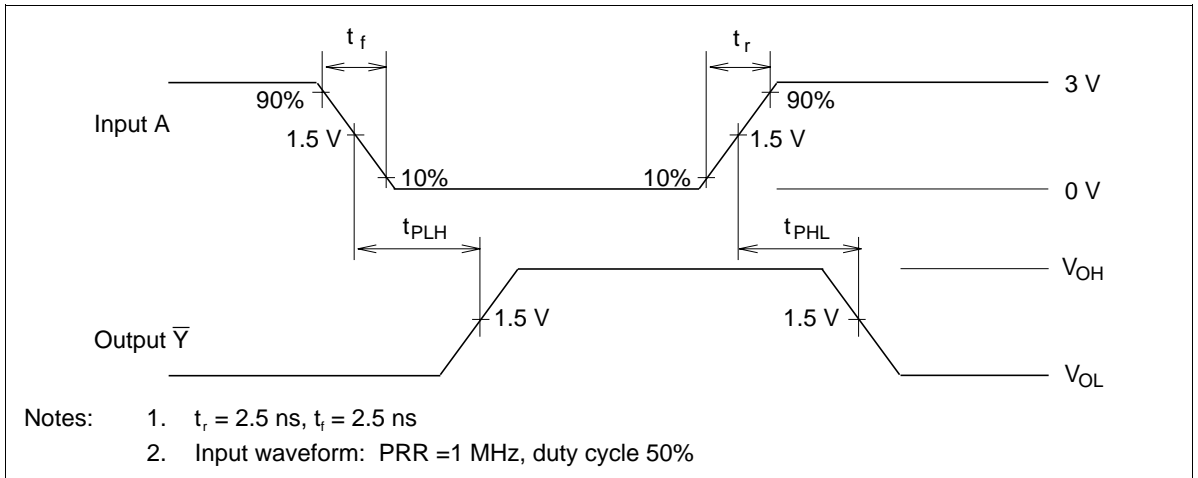 t f
t r
3 V
90%
90%
Input A
1.5 V
1.5 V
10%
10%
0 V
tPLH
tPHL
VOH
1.5 V
1.5 V
Output Y̅
VOL
Notes: 1. tr = 2.5 ns, tf = 2.5 ns
2. Input waveform: PRR =1 MHz, duty cycle 50%